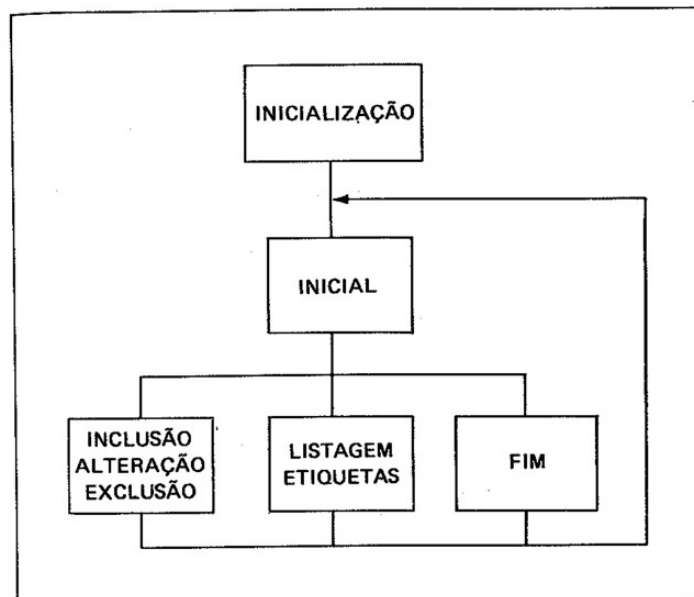 INICIALIZAÇÃO
INICIAL
INCLUSÃO
ALTERAÇÃO
EXCLUSÃO
LISTAGEM
ETIQUETAS
FIM